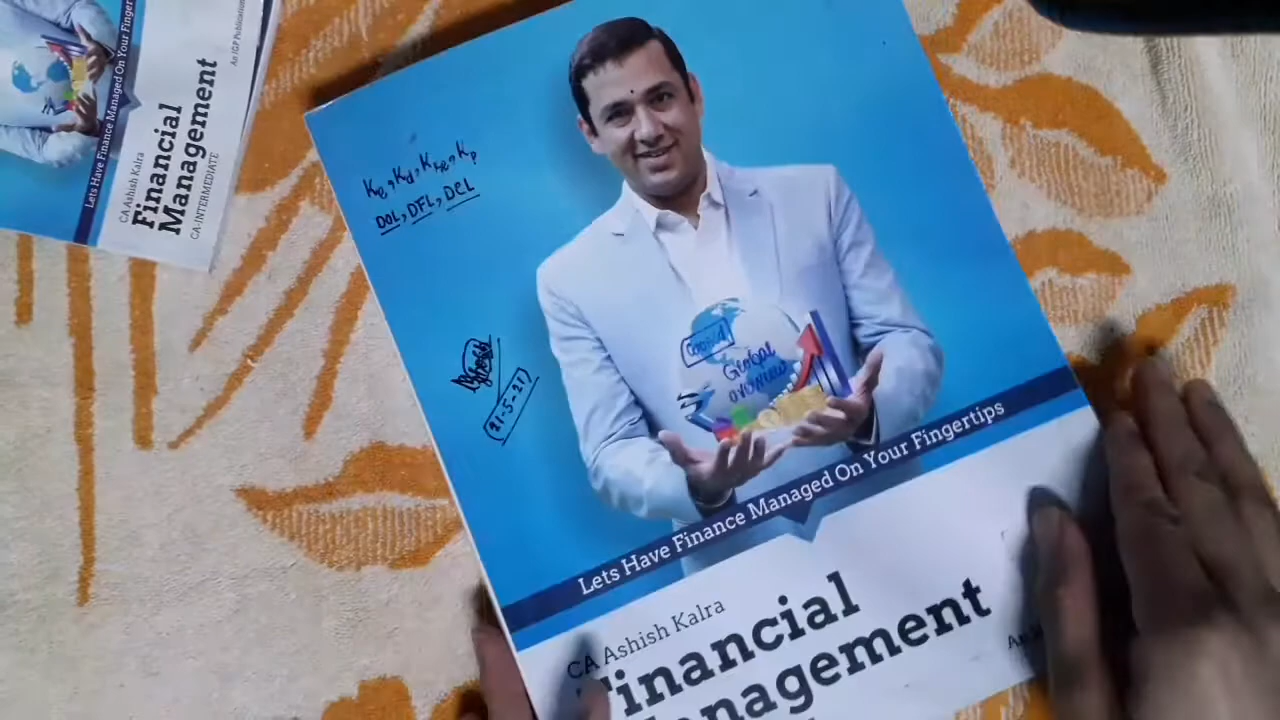 Lets Have Finance Managed On Your Finger
CA Ashish Kalra
Financial
Management
CA-INTERMEDIATE
An IGP Publication
Ke, Kd, Kre, Kp
DOL, DFL, DCL
21-5-21
Global
overview
Lets Have Finance Managed On Your Fingertips
CA Ashish Kalra
Financial
Management